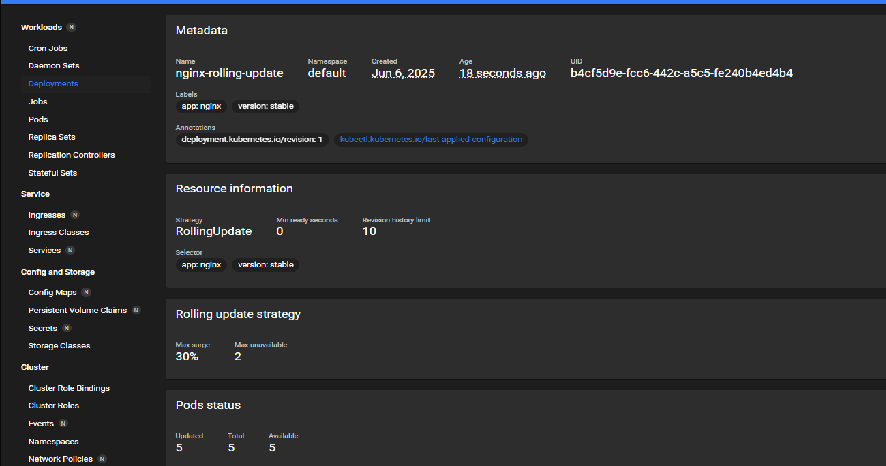 Workloads N
Cron Jobs
Daemon Sets
Deployments
Jobs
Pods
Replica Sets
Replication Controllers
Stateful Sets
Service
Ingresses N
Ingress Classes
Services N
Config and Storage
Config Maps N
Persistent Volume Claims N
Secrets N
Storage Classes
Cluster
Cluster Role Bindings
Cluster Roles
Events N
Namespaces
Network Policies N
Metadata
Name Namespace Created Age UID
nginx-rolling-update default Jun 6, 2025 18 seconds ago b4cf5d9e-fcc6-442c-a5c5-fe240b4ed4b4
Labels
app: nginx version: stable
Annotations
deployment.kubernetes.io/revision: 1 kubectl.kubernetes.io/last-applied-configuration
Resource information
Strategy Min ready seconds Revision history limit
RollingUpdate 0 10
Selector
app: nginx version: stable
Rolling update strategy
Max surge Max unavailable
30% 2
Pods status
Updated Total Available
5 5 5